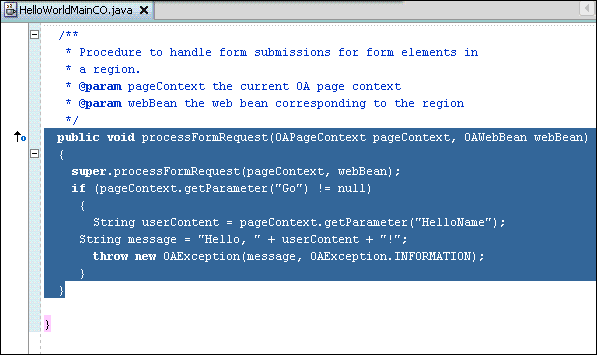 HelloWorldMainCO.java
/**
* Procedure to handle form submissions for form elements in
* a region.
* @param pageContext the current OA page context
* @param webBean the web bean corresponding to the region
*/
public void processFormRequest(OAPageContext pageContext, OAWebBean webBean)
{
super.processFormRequest(pageContext, webBean);
if (pageContext.getParameter("Go") != null)
{
String userContent = pageContext.getParameter("HelloName");
String message = "Hello, " + userContent + "!";
throw new OAException(message, OAException.INFORMATION);
}
}
}